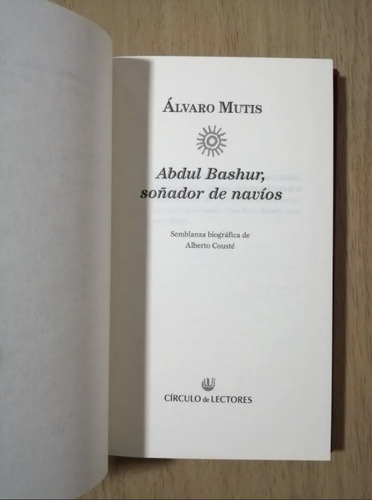 ÁLVARO MUTIS
Abdul Bashur,
soñador de navíos
Semblanza biográfica de
Alberto Cousté
CÍRCULO de LECTORES